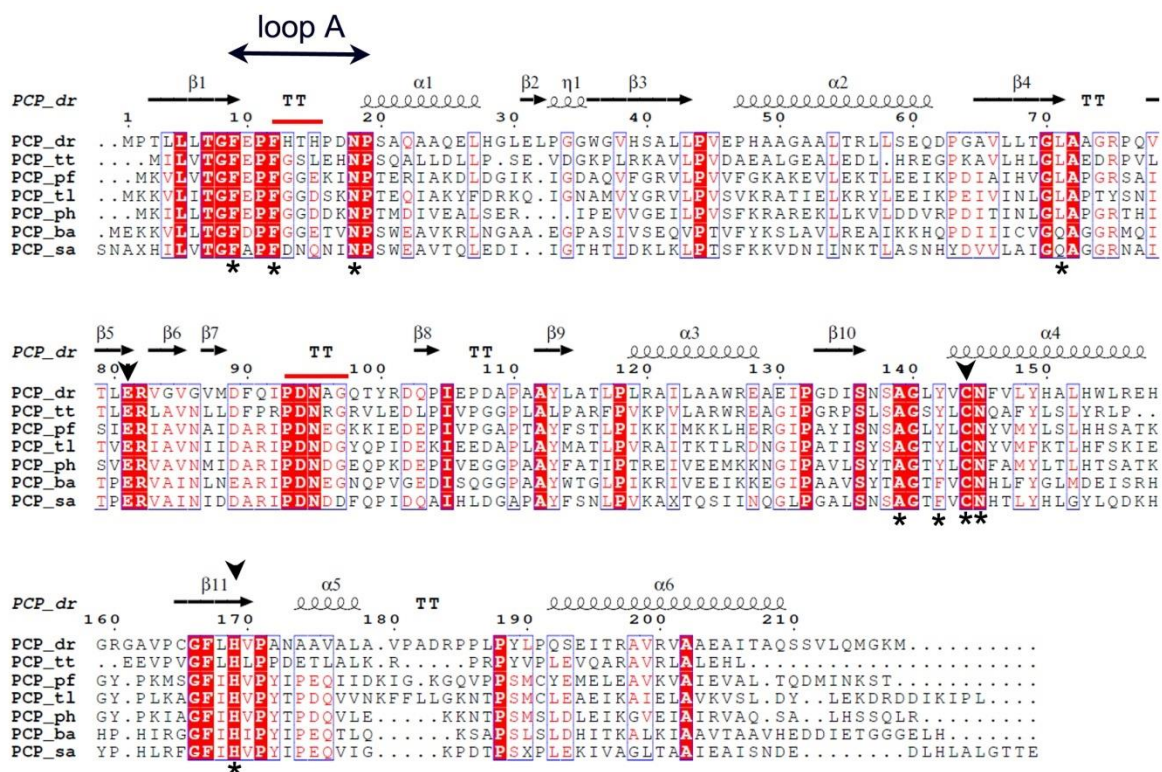 loop A
β1 TT α1 β2 η1 β3 α2 β4 TT
PCP_dr
1 10 20 30 40 50 60 70
PCP_dr ..MPTLLLTGFEPFHTHPDNPSAQAAQELHGLELPGGWGVHSALLPVEPHAAGAALTRLLSEQDPGAVLLTGLAAGRPQV
PCP_tt ....MILVTGFEPFGSLEHNPSQALLDLLP.SE.VDGKPLRKAVLPVDAEALGEALEDLHREGPKAVLHLGLAEDRPVL
PCP_pf ...MKVLVTGFEPFGGEKINPTERIAKDLDGIK.IGDAQVFGRVLPVVFGKAKEVLEKTLEEIKPDIAIHVGLAPGRSAI
PCP_tl ..MKKVLITGFEPFGGDSKNPTEQIAKYFDRKQ.IGNAMVYGRVLPVSVKRATIELKRYLEEIKPEIVINLGLAPTYSNI
PCP_ph ...MKILLTGFEPFGGDDKNPTMDIVEALSER...IPEVVVGEILPVSFKRAREKLLKVLDDVRPDITINLGLAPGRTHI
PCP_ba .MEKKVLLTGFDPFGGETVNPSWEAVKRLNGAA.EGPASIVSEQVPTVFYKSLAVLREAIKKHQPDIIICVGQAGGRMQI
PCP_sa SNAXHILVTGFAPFDNQNINPSWEAVTQLEDI.IGTHTIDKLKLPTSFKKVDNIINKTLASNHYDVVLAIGQAGGRNAI
* * * *
β5 β6 β7 TT β8 TT β9 α3 β10 α4
PCP_dr
80 90 100 110 120 130 140 150
PCP_dr TLERVGVGVMDFQIPDNAGQTYRDQPIEPDAPAAYLATLPLRAILAAWREAEIPGDISNSAGLYVCNFVLYHALHWLREH
PCP_tt TLERLAVNLLDFPRPDNRGRVLEDLPIVPGGPLALPARFPVKPVLARWREAGIPGRPSLSAGSYLCNQAFYLSLYRLP..
PCP_pf SIERIAVNAIDARIPDNEGKKIEDEPIVPGAPTAYFSTLPIKKIMKKLHERGIPAYISNSAGLYLCNYVMYLSLHHSATK
PCP_tl TVERIAVNIIDARIPDNDGYQPIDEKIEEDAPLAYMATLPVRAITKTLRDNGIPATISYSAGTYLCNYVMFKTLHFSKIE
PCP_ph SVERVAVNMIDARIPDNDGEQPKDEPIVEGGPAAYFATIPTREIVEEMKKNGIPAVLSYTAGTYLCNFAMYLTLHTSATK
PCP_ba TPERVAINLNEARIPDNEGNQPVGEDISQGGPAAYWTGLPIKRIVEEIKKEGIPAAVSYTAGTFVCNHLFYGLMDEISRH
PCP_sa TPERVAINIDDARIPDNDDFQPIDQAIHLDGAPAYFSNLPVKAXTQSIINQGLPGALSNSAGTFVCNHTLYHLGYLQDKH
* * * *
β11 α5 TT α6
PCP_dr
160 170 180 190 200 210
PCP_dr GRGAVPCGFLHVPANAAVALA.VPADRPPLPYLPQSEITRAVRVAAEAITAQSSVLQMGKM..........
PCP_tt .EEVPVGFLHLPPDETLALK.R.....PRPYVPLEVQARAVRLALEHL......................
PCP_pf GY.PKMSGFIHVPYIPEQIIDKIG.KGQVPPSMCYEMELEAVKVAIEVAL.TQDMINKST...........
PCP_tl GY.PLKAGFIHVPYTPDQVVNKFFLLGKNTPSMCLEAEIKAIELAVKVSL.DY..LEKDRDDIKIPL....
PCP_ph GY.PKIAGFIHVPYTPDQVLE.....KKNTPSMSLDLEIKGVEIAIRVAQ.SA..LHSSQLR.........
PCP_ba HP.HIRGGFIHIPYIPEQTLQ.....KSAPSLSLDHITKALKIAAVTAAVHEDDIETGGGELH........
PCP_sa YP.HLRFGFIHVPYIPEQVIG.....KPDTPSXPLEKIVAGLTAAIEAISNDE......DLHLALGTTE
*